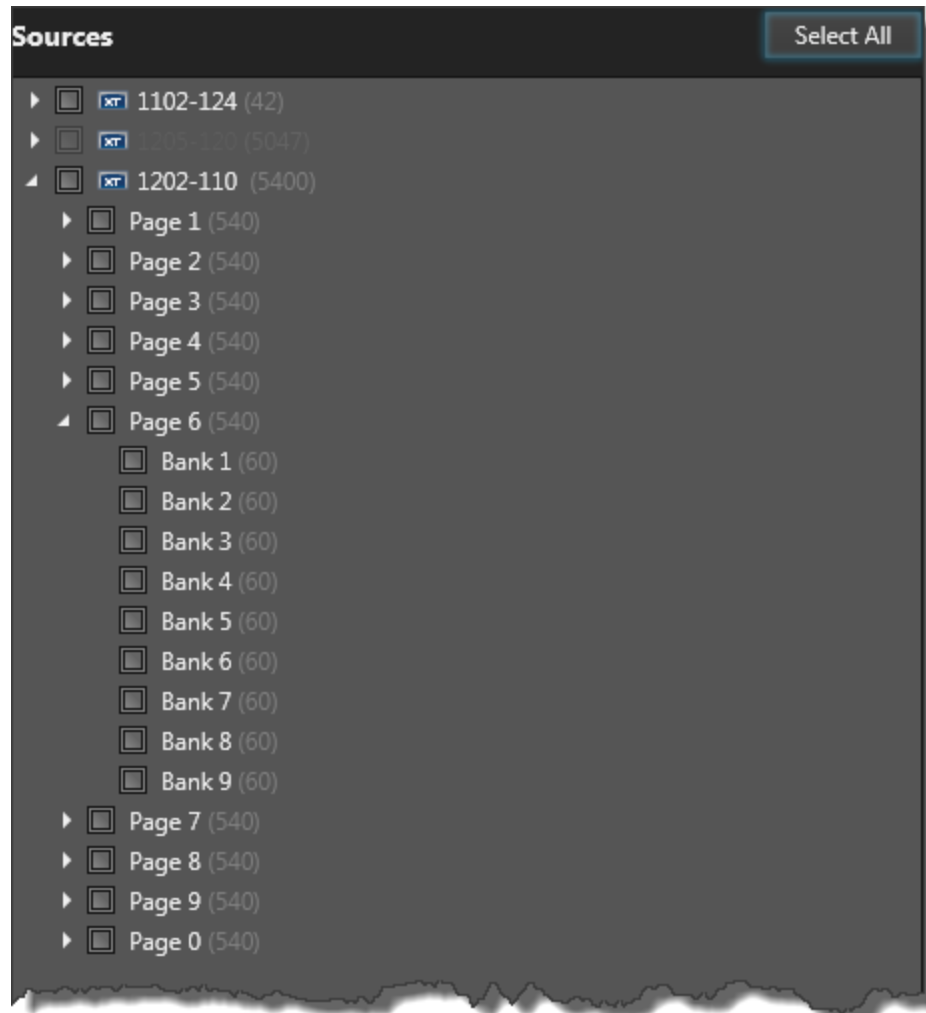 Sources
Select All
XT 1102-124 (42)
XT 1205-120 (5047)
XT 1202-110 (5400)
Page 1 (540)
Page 2 (540)
Page 3 (540)
Page 4 (540)
Page 5 (540)
Page 6 (540)
Bank 1 (60)
Bank 2 (60)
Bank 3 (60)
Bank 4 (60)
Bank 5 (60)
Bank 6 (60)
Bank 7 (60)
Bank 8 (60)
Bank 9 (60)
Page 7 (540)
Page 8 (540)
Page 9 (540)
Page 0 (540)